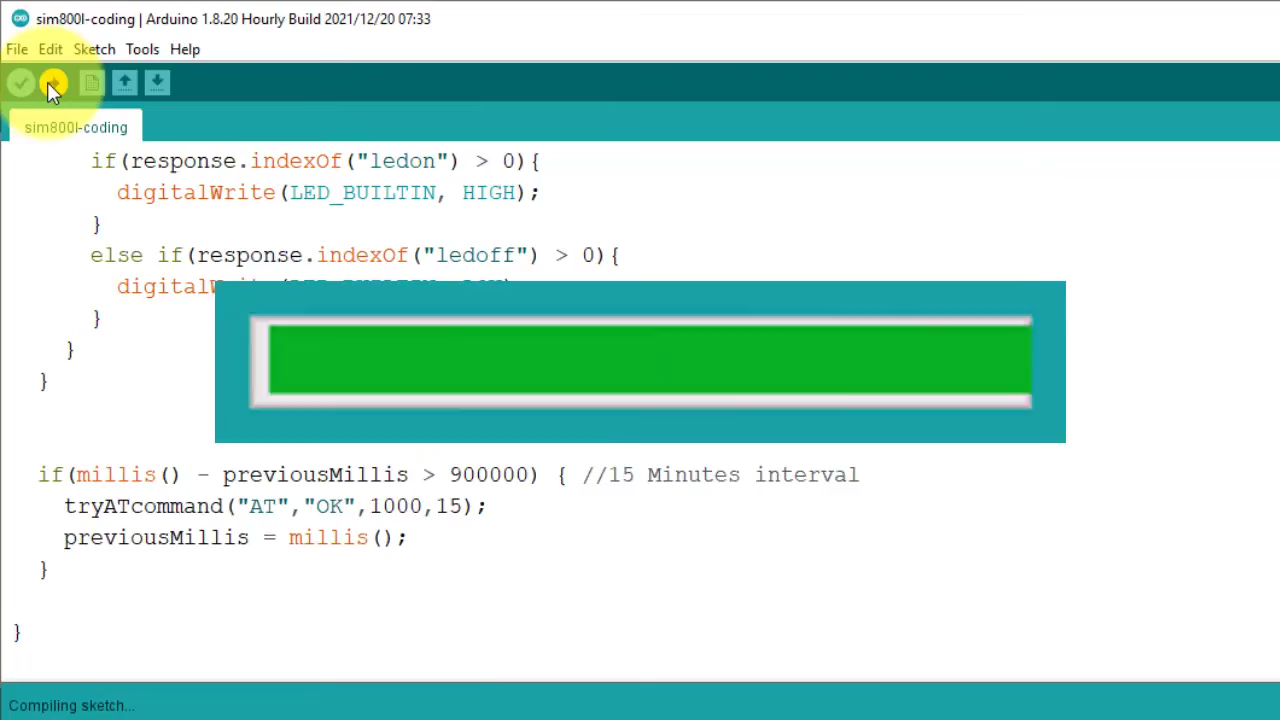 sim800l-coding | Arduino 1.8.20 Hourly Build 2021/12/20 07:33
File Edit Sketch Tools Help
sim800l-coding
if(response.indexOf("ledon") > 0){
digitalWrite(LED_BUILTIN, HIGH);
}
else if(response.indexOf("ledoff") > 0){
}
}
}
if(millis() - previousMillis > 900000) { //15 Minutes interval
tryATcommand("AT","OK",1000,15);
previousMillis = millis();
}
}
Compiling sketch...